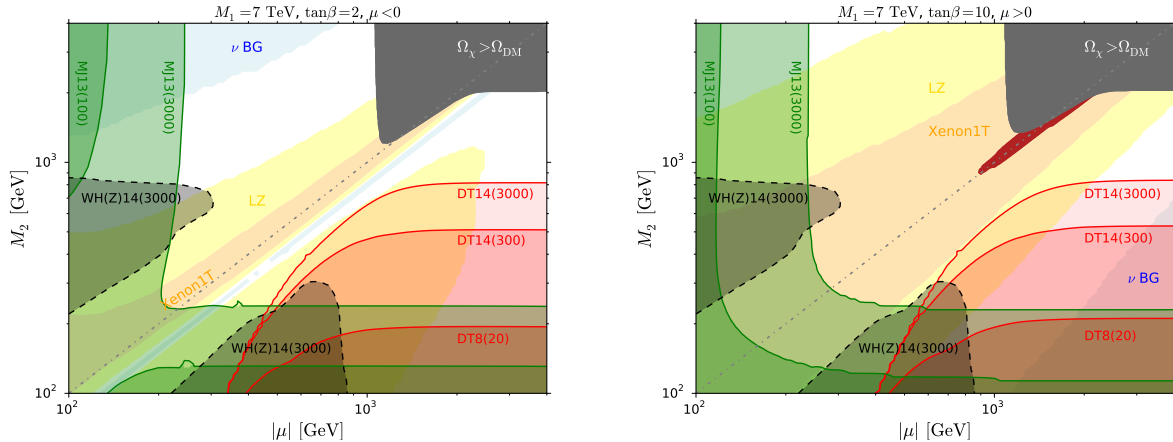 M₁ = 7 TeV, tanβ = 2, μ<0
ν BG
Ωχ > ΩDM
MJ13(100)
MJ13(3000)
10³
WH(Z)14(3000)
LZ
DT14(3000)
DT14(300)
Xenon1T
WH(Z)14(3000)
DT8(20)
10²
10²
10³
M₂ [GeV]
|μ| [GeV]
M₁ = 7 TeV, tanβ = 10, μ>0
Ωχ > ΩDM
LZ
MJ13(100)
MJ13(3000)
Xenon1T
10³
WH(Z)14(3000)
DT14(3000)
DT14(300)
ν BG
WH(Z)14(3000)
DT8(20)
10²
10²
10³
M₂ [GeV]
|μ| [GeV]